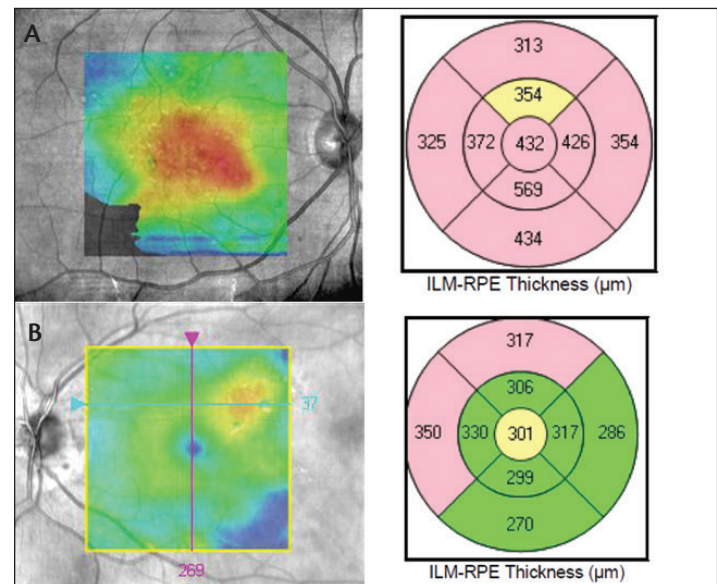 A
313
354
325 372 432 426 354
569
434
ILM-RPE Thickness (µm)
B
37
269
317
306
350 330 301 317 286
299
270
ILM-RPE Thickness (µm)